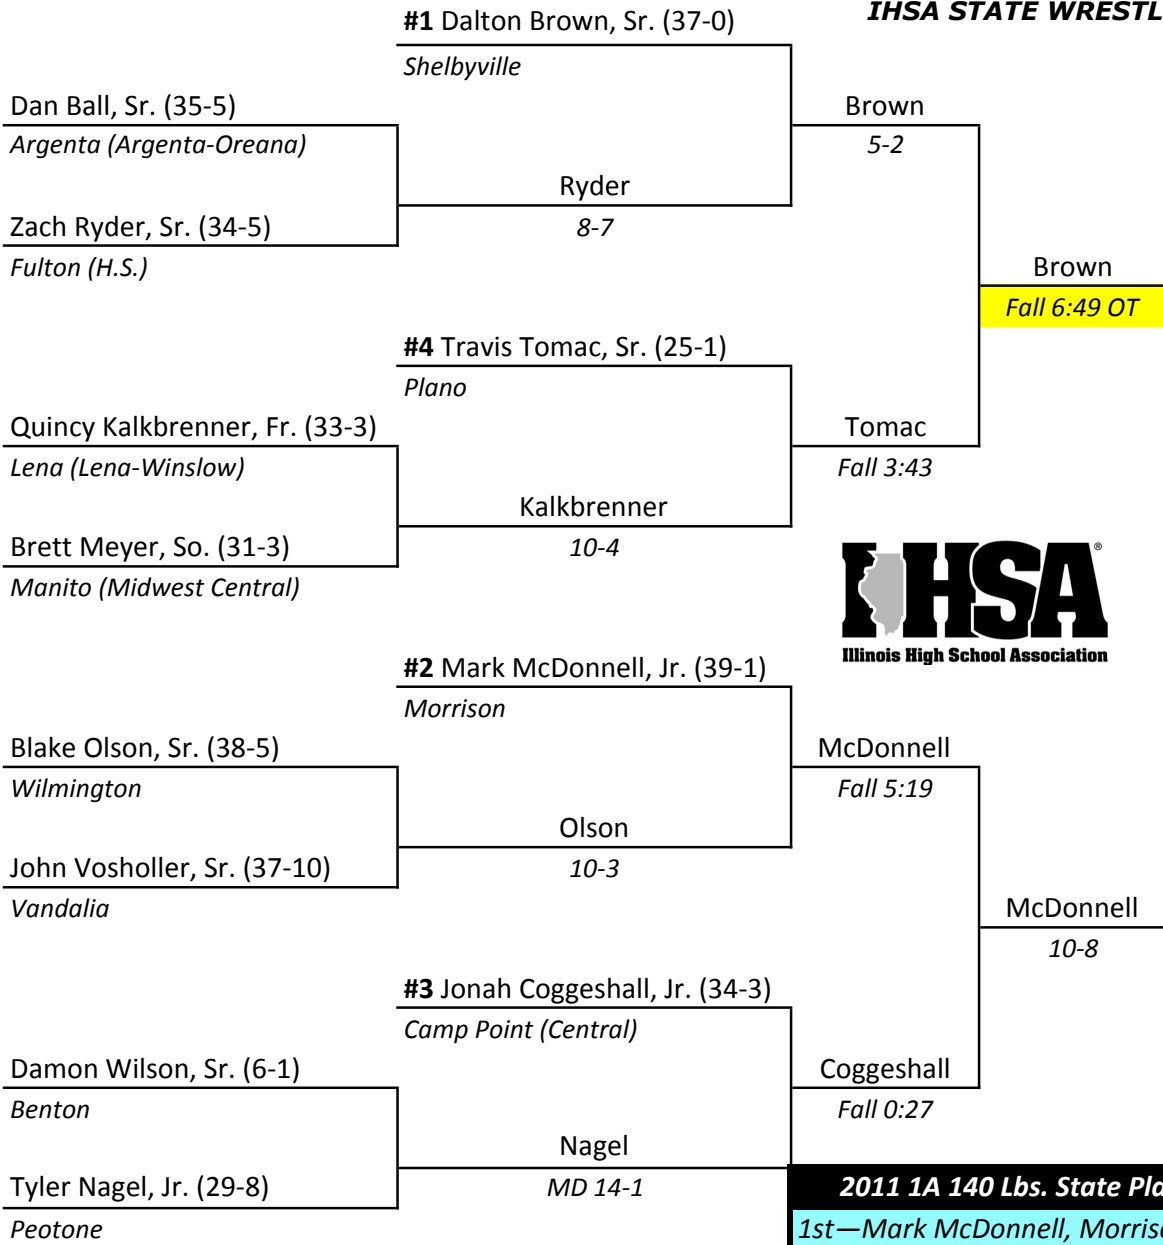 IHSA STATE WRESTL
#1 Dalton Brown, Sr. (37-0)
Shelbyville
Dan Ball, Sr. (35-5)
Brown
Argenta (Argenta-Oreana)
5-2
Ryder
Zach Ryder, Sr. (34-5)
8-7
Fulton (H.S.)
Brown
Fall 6:49 OT
#4 Travis Tomac, Sr. (25-1)
Plano
Quincy Kalkbrenner, Fr. (33-3)
Tomac
Lena (Lena-Winslow)
Fall 3:43
Kalkbrenner
Brett Meyer, So. (31-3)
10-4
Manito (Midwest Central)
IHSA®
Illinois High School Association
#2 Mark McDonnell, Jr. (39-1)
Morrison
Blake Olson, Sr. (38-5)
McDonnell
Wilmington
Fall 5:19
Olson
John Vosholler, Sr. (37-10)
10-3
Vandalia
McDonnell
10-8
#3 Jonah Coggeshall, Jr. (34-3)
Camp Point (Central)
Damon Wilson, Sr. (6-1)
Coggeshall
Benton
Fall 0:27
Nagel
Tyler Nagel, Jr. (29-8)
MD 14-1
2011 1A 140 Lbs. State Pla
Peotone
1st—Mark McDonnell, Morris